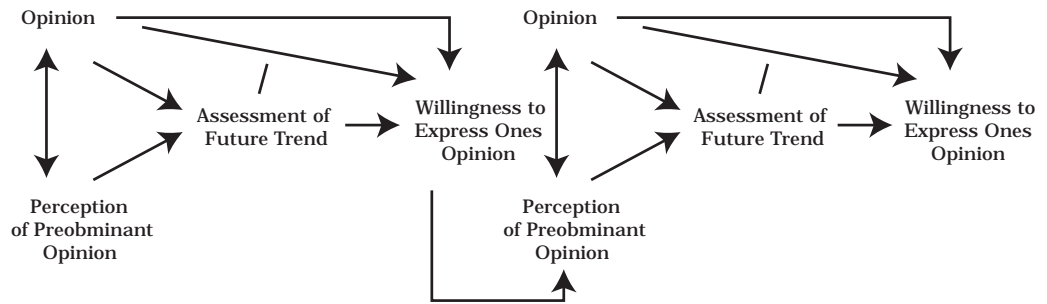 Opinion
Assessment of
Future Trend
Willingness to
Express Ones
Opinion
Perception
of Preobminant
Opinion
Opinion
Assessment of
Future Trend
Willingness to
Express Ones
Opinion
Perception
of Preobminant
Opinion